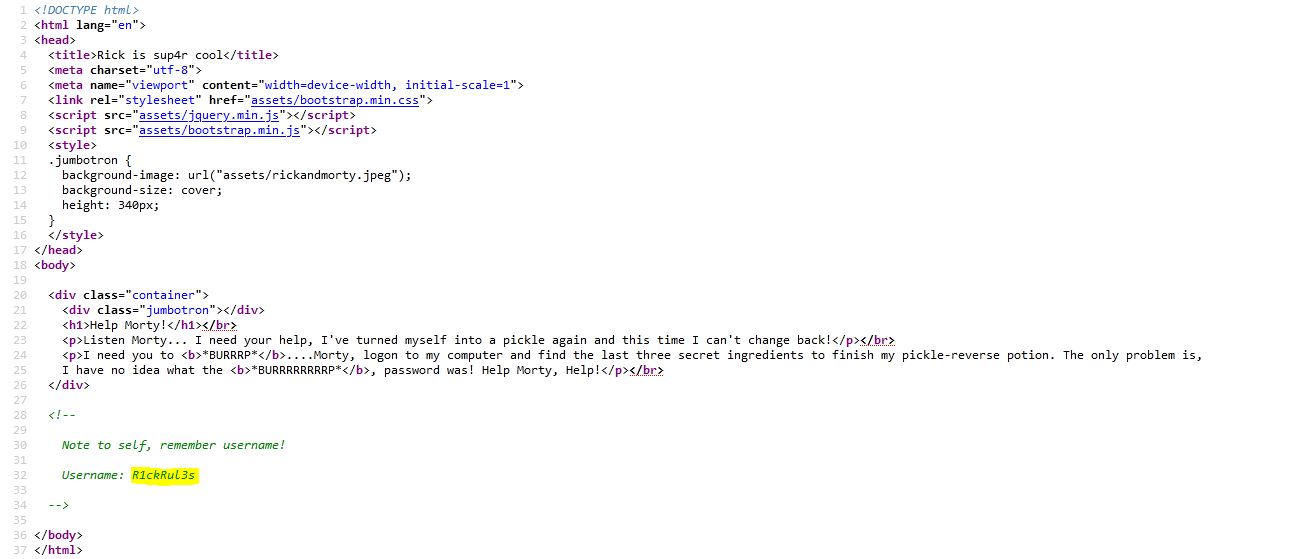 1 <!DOCTYPE html>
2 <html lang="en">
3 <head>
4 <title>Rick is sup4r cool</title>
5 <meta charset="utf-8">
6 <meta name="viewport" content="width=device-width, initial-scale=1">
7 <link rel="stylesheet" href="assets/bootstrap.min.css">
8 <script src="assets/jquery.min.js"></script>
9 <script src="assets/bootstrap.min.js"></script>
10 <style>
11 .jumbotron {
12 background-image: url("assets/rickandmorty.jpeg");
13 background-size: cover;
14 height: 340px;
15 }
16 </style>
17 </head>
18 <body>
19
20 <div class="container">
21 <div class="jumbotron"></div>
22 <h1>Help Morty!</h1></br>
23 <p>Listen Morty... I need your help, I've turned myself into a pickle again and this time I can't change back!</p></br>
24 <p>I need you to <b>*BURRRP*</b>....Morty, logon to my computer and find the last three secret ingredients to finish my pickle-reverse potion. The only problem is,
25 I have no idea what the <b>*BURRRRRRRRP*</b>, password was! Help Morty, Help!</p></br>
26 </div>
27
28 <!--
29
30 Note to self, remember username!
31
32 Username: R1ckRul3s
33
34 -->
35
36 </body>
37 </html>